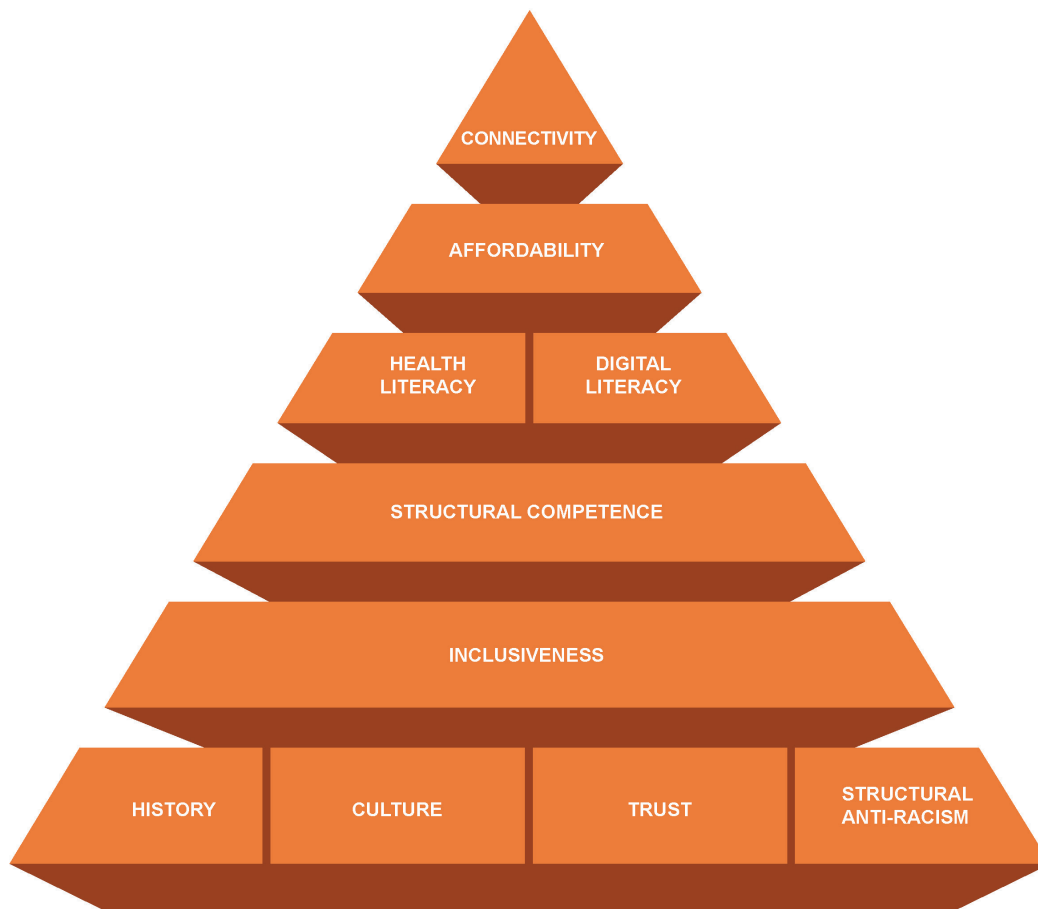 CONNECTIVITY
AFFORDABILITY
HEALTH
LITERACY
DIGITAL
LITERACY
STRUCTURAL COMPETENCE
INCLUSIVENESS
HISTORY
CULTURE
TRUST
STRUCTURAL
ANTI-RACISM